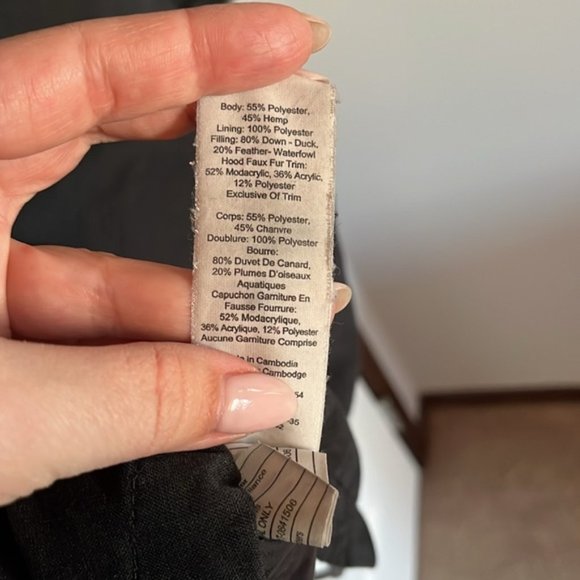 Body: 55% Polyester,
45% Hemp
Lining: 100% Polyester
Filling: 80% Down - Duck,
20% Feather- Waterfowl
Hood Faux Fur Trim:
52% Modacrylic, 36% Acrylic,
12% Polyester
Exclusive Of Trim
Corps: 55% Polyester,
45% Chanvre
Doublure: 100% Polyester
Bourre:
80% Duvet De Canard,
20% Plumes D'oiseaux
Aquatiques
Capuchon Garniture En
Fausse Fourrure:
52% Modacrylique,
36% Acrylique, 12% Polyester
Aucune Garniture Comprise
in Cambodia
Cambodge
54
-35
ONLY